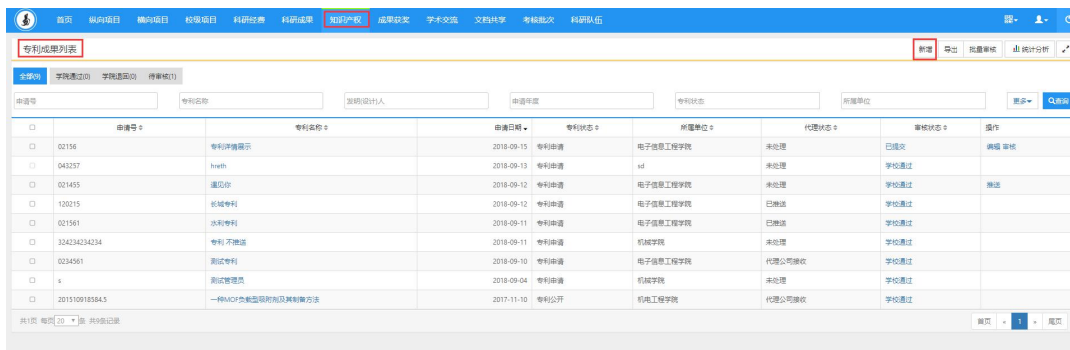 首页 纵向项目 横向项目 校级项目 科研经费 科研成果 知识产权 成果获奖 学术交流 文档共享 考核批次 科研队伍
专利成果列表 新增 导出 批量审核 统计分析
全部(9) 学院通过(0) 学院退回(0) 待审核(1)
申请号 专利名称 发明(设计)人 申请年度 专利状态 所属单位 更多 查询
申请号 专利名称 申请日期 专利状态 所属单位 代理状态 审核状态 操作
02156 专利详情展示 2018-09-15 专利申请 电子信息工程学院 未处理 已提交 编辑 审核
043257 hreth 2018-09-13 专利申请 sd 未处理 学校通过
021455 遇见你 2018-09-12 专利申请 电子信息工程学院 未处理 学校通过 推送
120215 长城专利 2018-09-12 专利申请 电子信息工程学院 已推送 学校通过
021561 水利专利 2018-09-11 专利申请 电子信息工程学院 已推送 学校通过
324234234234 专利 不推送 2018-09-11 专利申请 机械学院 未处理 学校通过
0234561 测试专利 2018-09-10 专利申请 电子信息工程学院 代理公司接收 学校通过
s 测试管理员 2018-09-04 专利申请 机械学院 未处理 学校通过
201510918584.5 一种MOF负载型吸附剂及其制备方法 2017-11-10 专利公开 机电工程学院 代理公司接收 学校通过
共1页 每页 20 条 共9条记录 首页 « 1 » 尾页